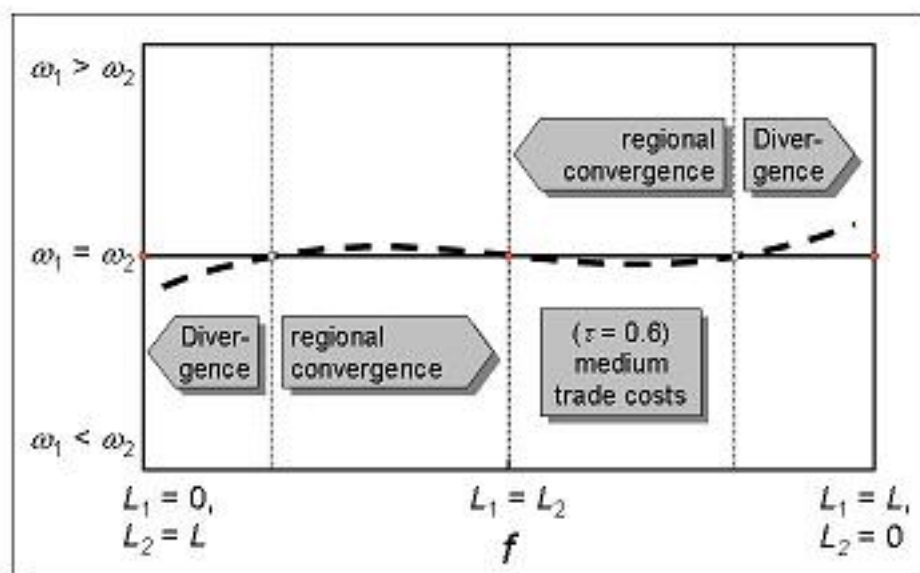 ω₁ > ω₂
regional
convergence
Diver-
gence
ω₁ = ω₂
Diver-
gence
regional
convergence
(τ = 0.6)
medium
trade costs
ω₁ < ω₂
L₁ = 0,
L₂ = L
L₁ = L₂
L₁ = L,
L₂ = 0
f